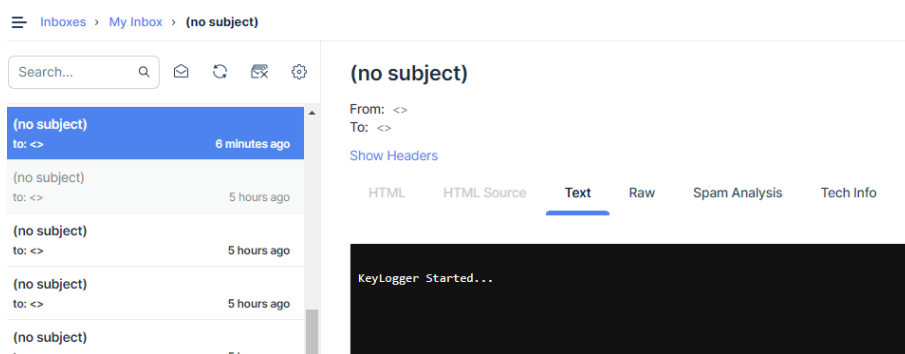 Inboxes > My Inbox > (no subject)
Search...
(no subject)
to: <>
6 minutes ago
(no subject)
to: <>
5 hours ago
(no subject)
to: <>
5 hours ago
(no subject)
to: <>
5 hours ago
(no subject)
(no subject)
From: <>
To: <>
Show Headers
HTML HTML Source Text Raw Spam Analysis Tech Info
KeyLogger Started...